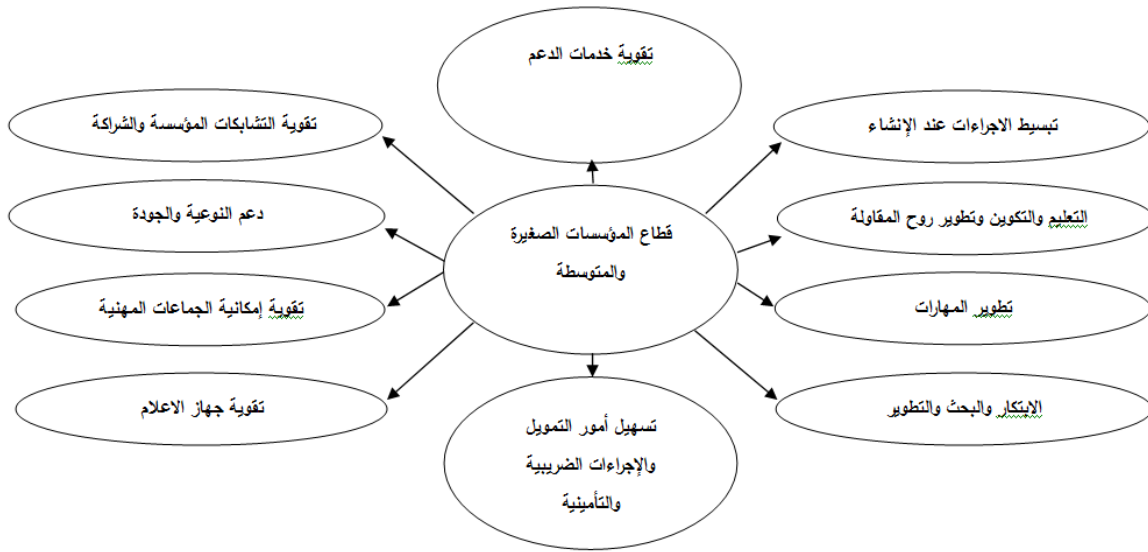 تقوية خدمات الدعم
تبسيط الاجراءات عند الإنشاء
تقوية التشابكات المؤسسة والشراكة
التعليم والتكوين وتطوير روح المقاولة
دعم النوعية والجودة
قطاع المؤسسات الصغيرة
والمتوسطة
تطوير المهارات
تقوية إمكانية الجماعات المهنية
الابتكار والبحث والتطوير
تقوية جهاز الاعلام
تسهيل أمور التمويل
والإجراءات الضريبية
والتأمينية